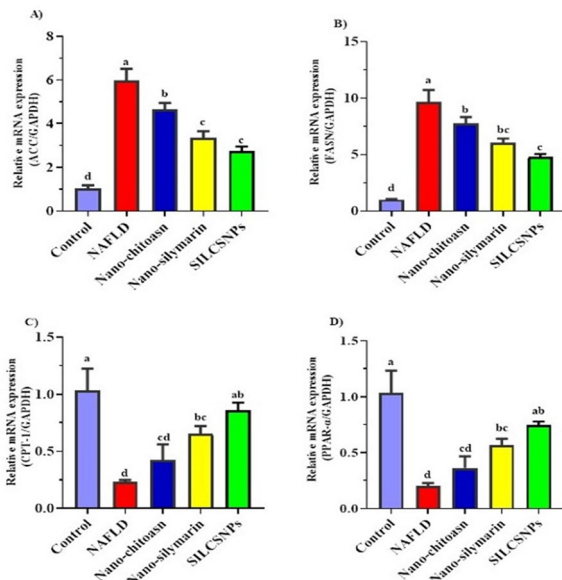 A)
Relative mRNA expression
(ACC/GAPDH)
8
6
4
2
0
d
a
b
c
c
Control
NAFLD
Nano-chitoasn
Nano-silymarin
SILCSNPs
B)
Relative mRNA expression
(FASN/GAPDH)
15
10
5
0
d
a
b
bc
c
Control
NAFLD
Nano-chitoasn
Nano-silymarin
SILCSNPs
C)
Relative mRNA expression
(CPT-1/GAPDH)
1.5
1.0
0.5
0.0
a
d
cd
bc
ab
Control
NAFLD
Nano-chitoasn
Nano-silymarin
SILCSNPs
D)
Relative mRNA expression
(PPAR-α/GAPDH)
1.5
1.0
0.5
0.0
a
d
cd
bc
ab
Control
NAFLD
Nano-chitoasn
Nano-silymarin
SILCSNPs